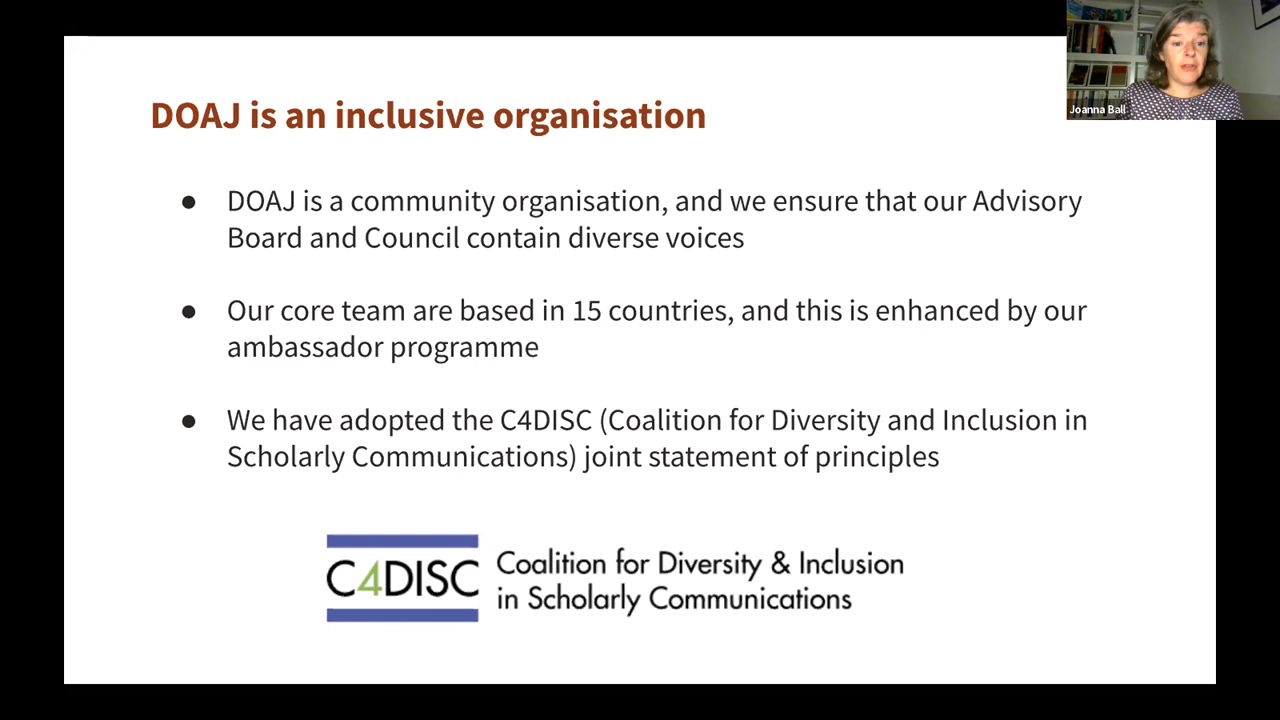 DOAJ is an inclusive organisation
Joanna Ball
● DOAJ is a community organisation, and we ensure that our Advisory
Board and Council contain diverse voices
● Our core team are based in 15 countries, and this is enhanced by our
ambassador programme
● We have adopted the C4DISC (Coalition for Diversity and Inclusion in
Scholarly Communications) joint statement of principles
C4DISC
Coalition for Diversity & Inclusion
in Scholarly Communications